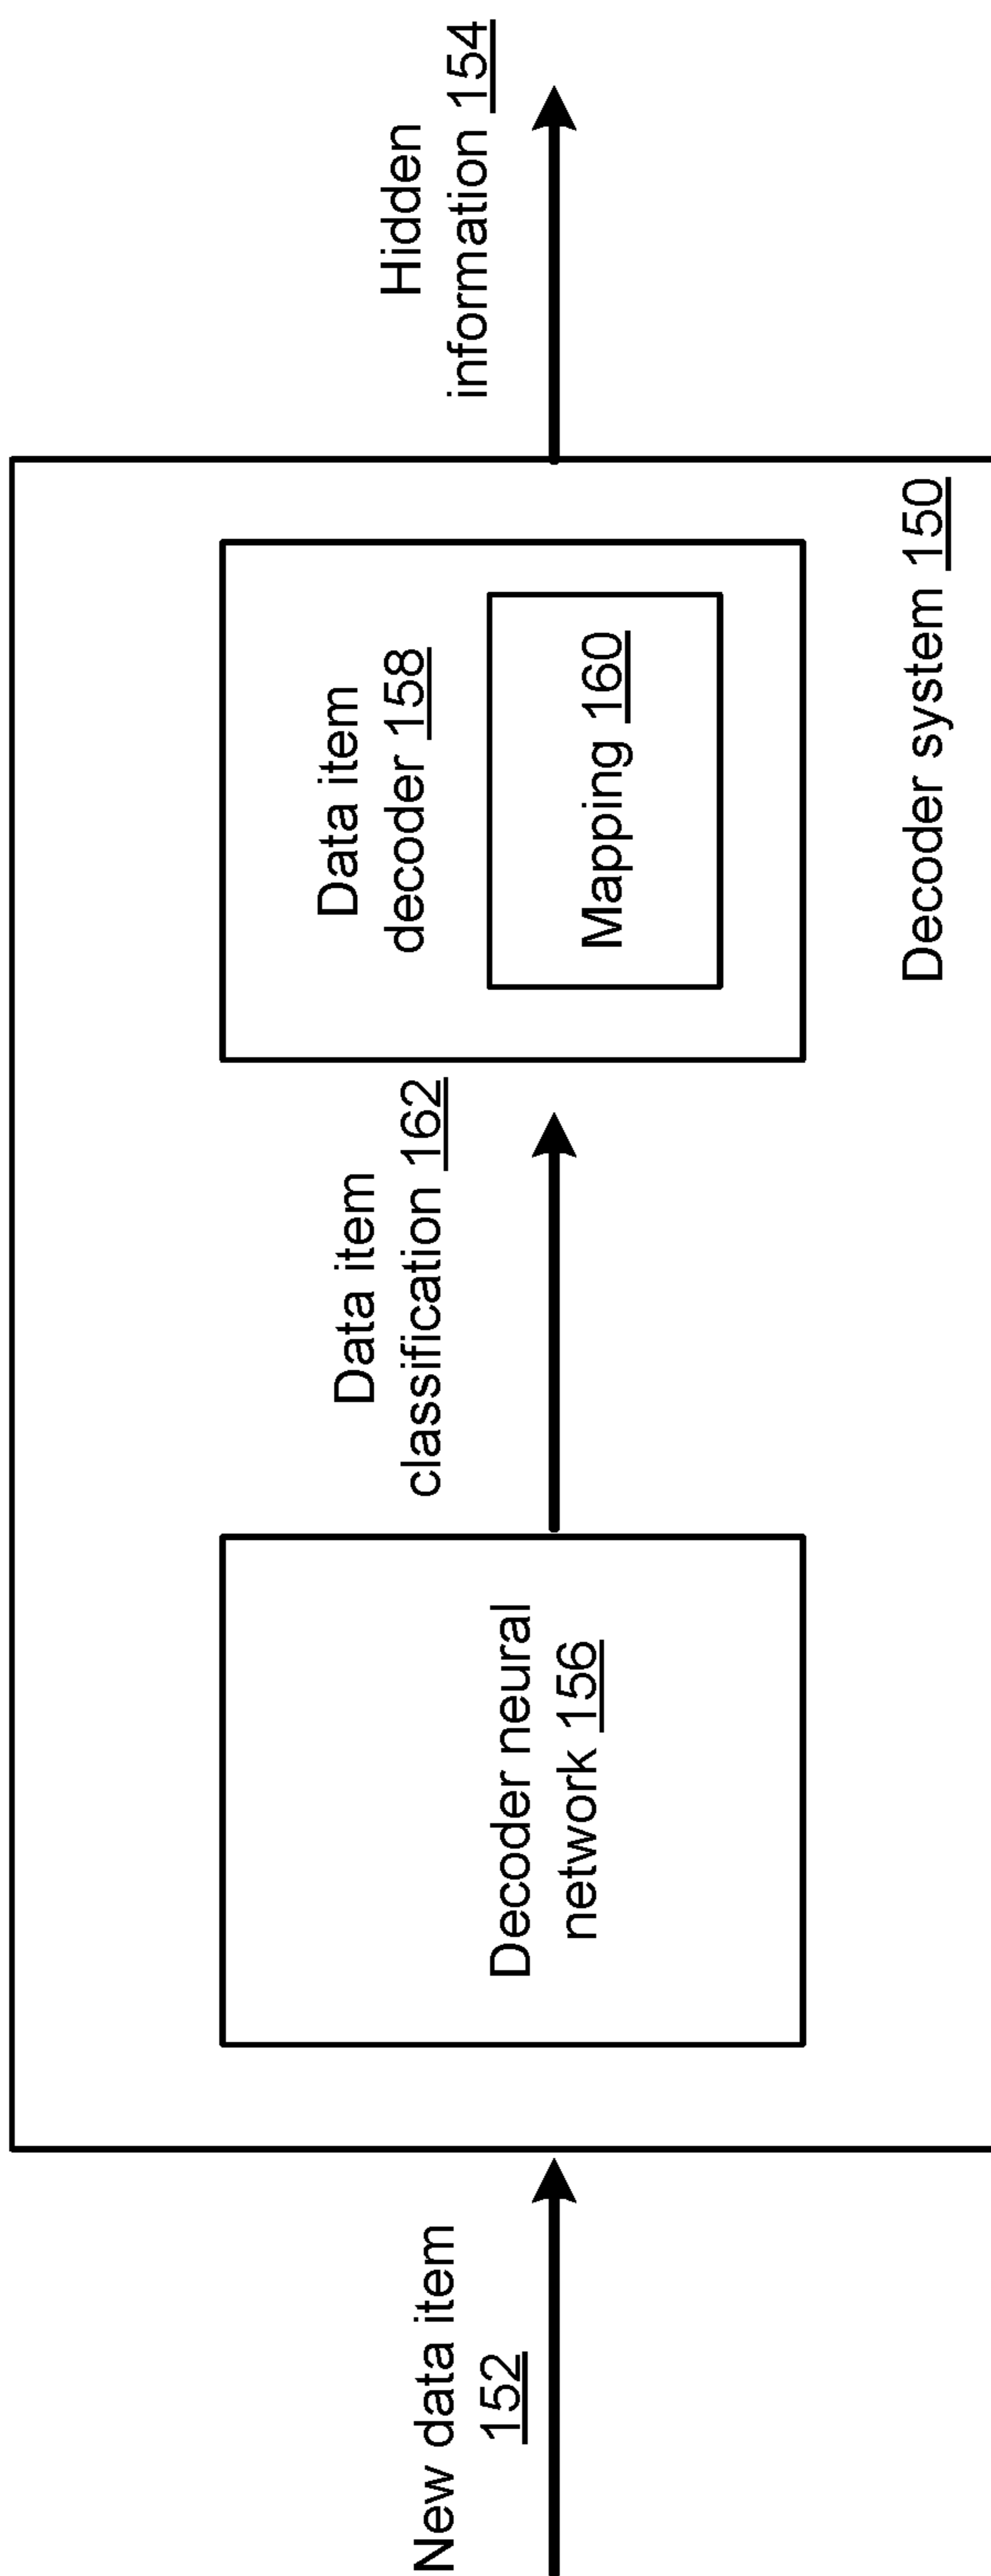 New data item
152
Decoder neural
network 156
Data item
classification 162
Data item
decoder 158
Mapping 160
Hidden
information 154
Decoder system 150